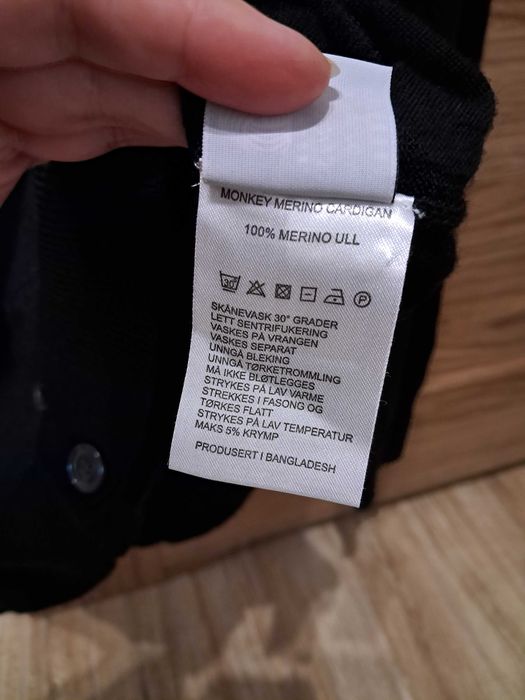 MONKEY MERINO CARDIGAN
100% MERINO ULL
30°
P
SKÅNEVASK 30° GRADER
LETT SENTRIFUKERING
VASKES PÅ VRANGEN
VASKES SEPARAT
UNNGÅ BLEKING
UNNGÅ TØRKETROMMLING
MÅ IKKE BLØTLEGGES
STRYKES PÅ LAV VARME
STREKKES I FASONG OG
TØRKES FLATT
STRYKES PÅ LAV TEMPERATUR
MAKS 5% KRYMP
PRODUSERT I BANGLADESH